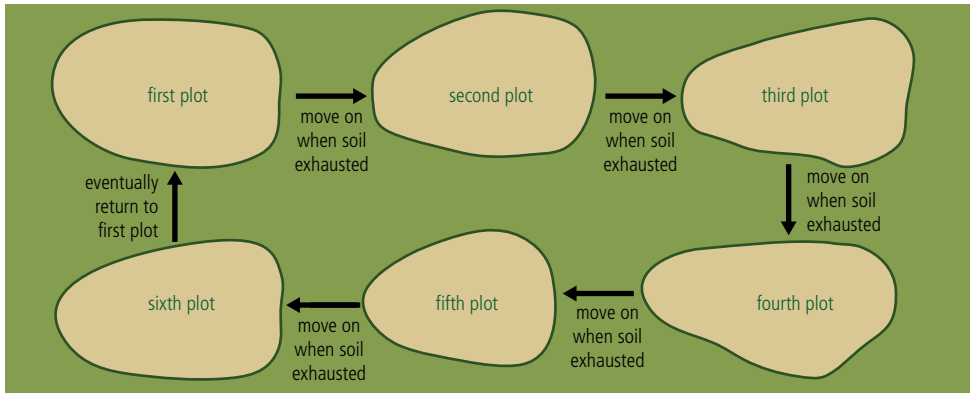 first plot
move on
when soil
exhausted
second plot
move on
when soil
exhausted
third plot
move on
when soil
exhausted
fourth plot
move on
when soil
exhausted
fifth plot
move on
when soil
exhausted
sixth plot
eventually
return to
first plot